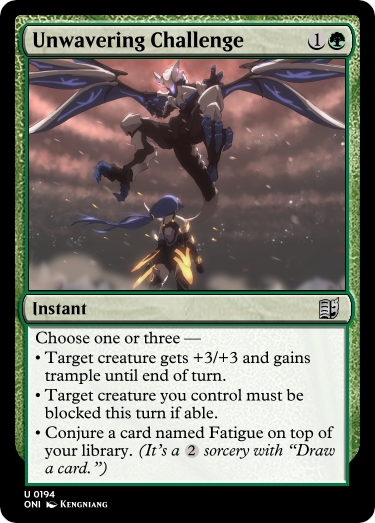 Unwavering Challenge 1
Instant
Choose one or three —
• Target creature gets +3/+3 and gains
trample until end of turn.
• Target creature you control must be
blocked this turn if able.
• Conjure a card named Fatigue on top of
your library. (It's a 2 sorcery with "Draw
a card.")
U 0194
ONI Kengniang